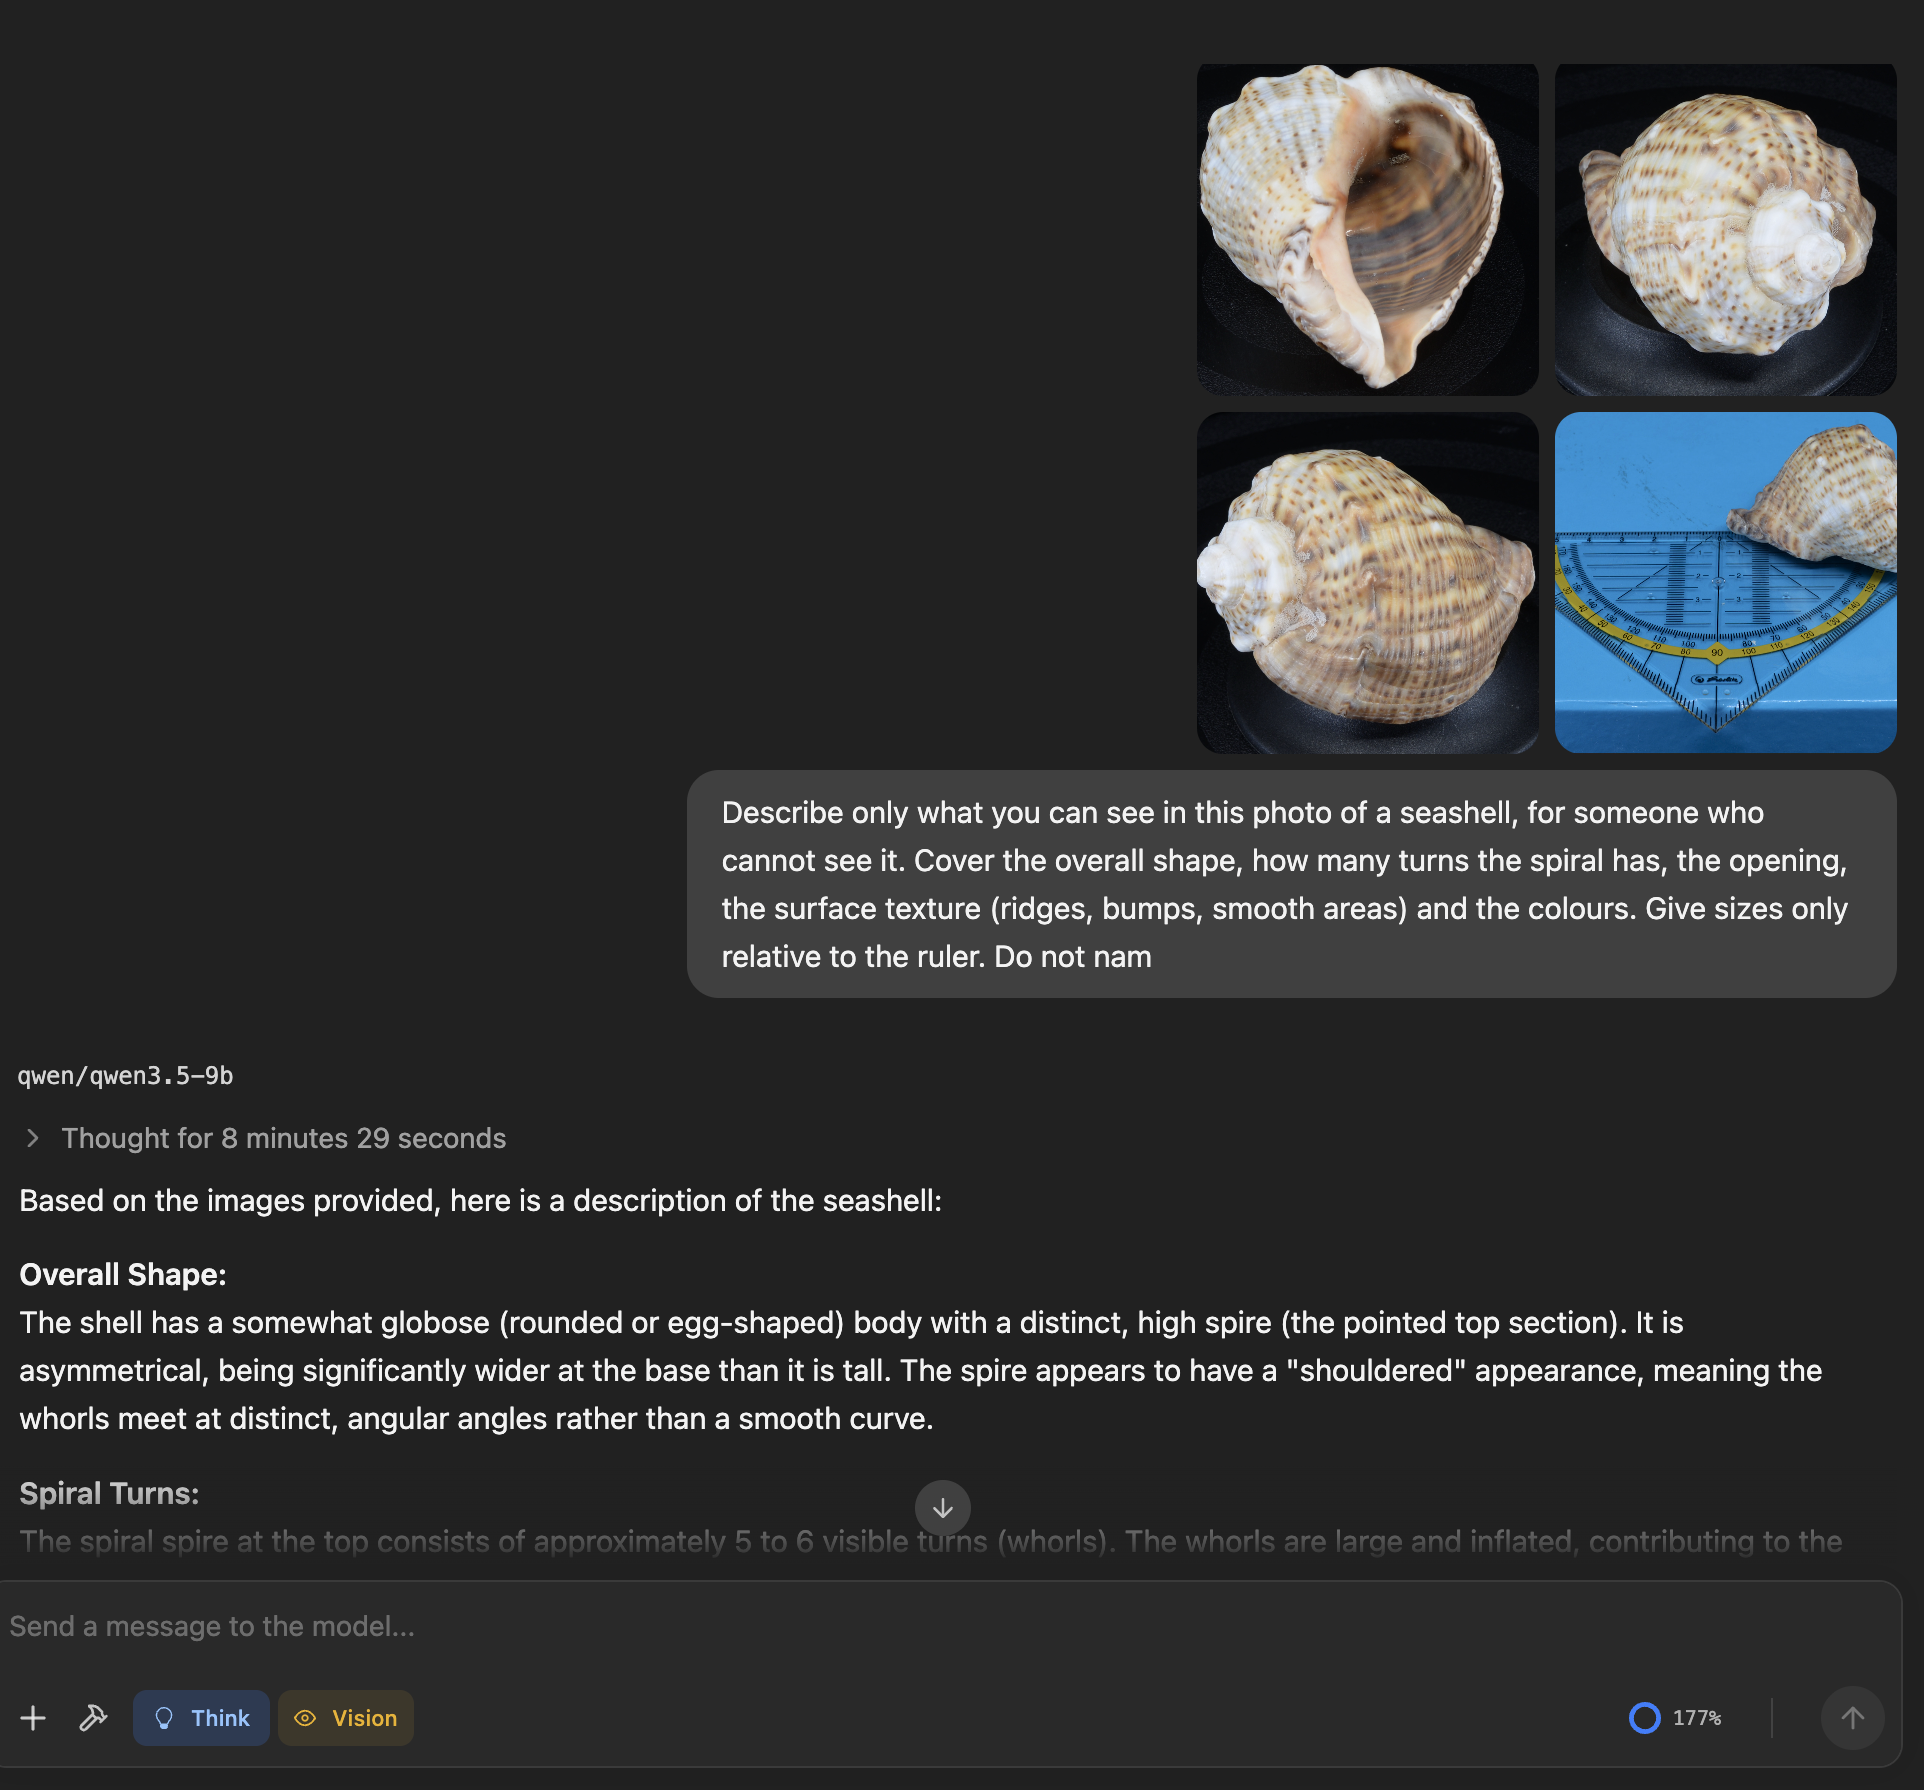 Describe only what you can see in this photo of a seashell, for someone who
cannot see it. Cover the overall shape, how many turns the spiral has, the opening,
the surface texture (ridges, bumps, smooth areas) and the colours. Give sizes only
relative to the ruler. Do not nam
qwen/qwen3.5-9b
Thought for 8 minutes 29 seconds
Based on the images provided, here is a description of the seashell:
Overall Shape:
The shell has a somewhat globose (rounded or egg-shaped) body with a distinct, high spire (the pointed top section). It is
asymmetrical, being significantly wider at the base than it is tall. The spire appears to have a "shouldered" appearance, meaning the
whorls meet at distinct, angular angles rather than a smooth curve.
Spiral Turns:
The spiral spire at the top consists of approximately 5 to 6 visible turns (whorls). The whorls are large and inflated, contributing to the
Send a message to the model...
Think
Vision
177%